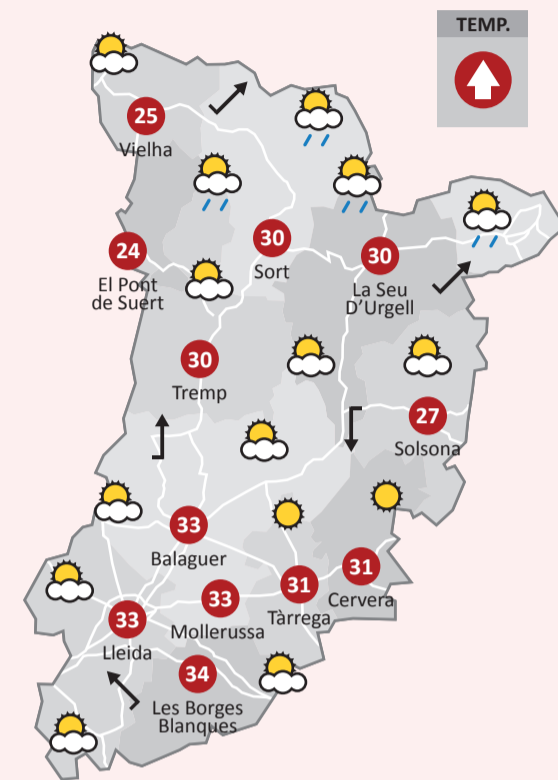 TEMP.
25
Vielha
24
El Pont
de Suert
30
Sort
30
La Seu
D'Urgell
30
Tremp
27
Solsona
33
Balaguer
31
Cervera
31
Tàrrega
33
Mollerussa
33
Lleida
34
Les Borges
Blanques